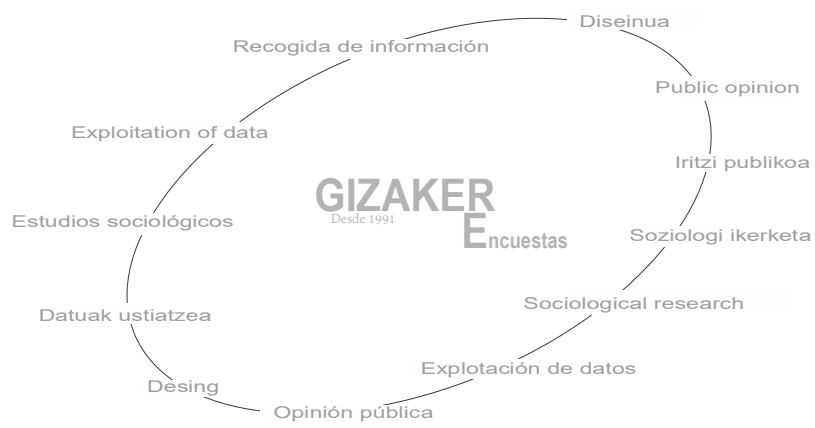 Diseinua
Recogida de información
Public opinion
Exploitation of data
Iritzi publikoa
GIZAKER
Desde 1991
Encuestas
Estudios sociológicos
Soziologi ikerketa
Sociological research
Datuak ustiatzea
Explotación de datos
Desing
Opinión pública